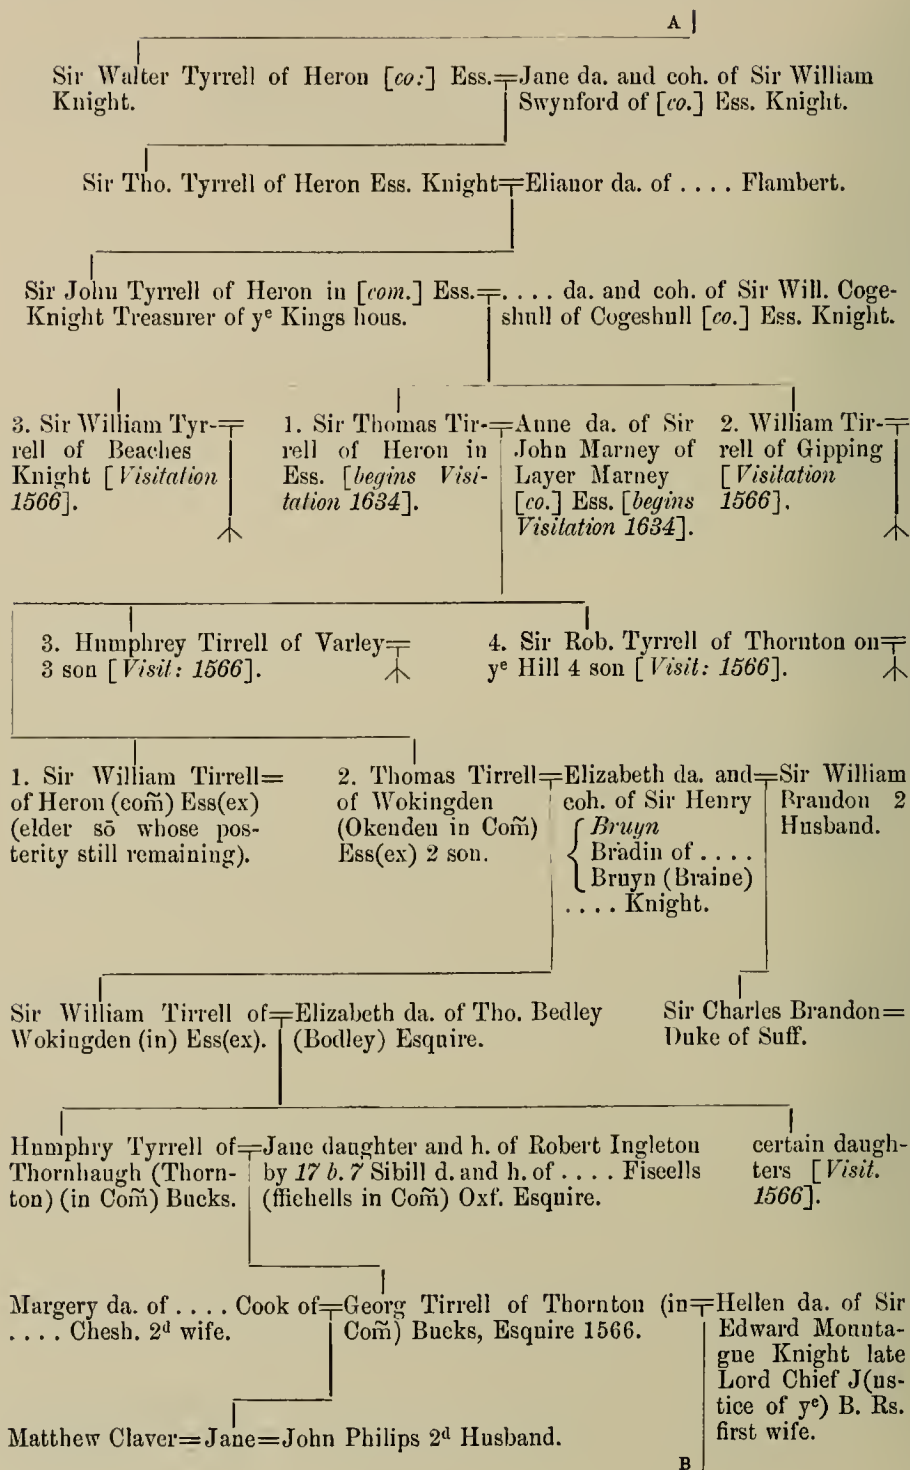 A
Sir Walter Tyrrell of Heron [co:] Ess.=Jane da. and coh. of Sir William
Knight. Swynford of [co.] Ess. Knight.
Sir Tho. Tyrrell of Heron Ess. Knight=Elianor da. of . . . . Flambert.
Sir John Tyrrell of Heron in [com.] Ess.=. . . . da. and coh. of Sir Will. Coge-
Knight Treasurer of yᵉ Kings hous. shull of Cogeshull [co.] Ess. Knight.
3. Sir William Tyr-=
rell of Beaches
Knight [Visitation
1566].
1. Sir Thomas Tir-=
rell of Heron in
Ess. [begins Visi-
tation 1634].
Anne da. of Sir
John Marney of
Layer Marney
[co.] Ess. [begins
Visitation 1634].
2. William Tir-=
rell of Gipping
[Visitation
1566].
3. Humphrey Tirrell of Varley=
3 son [Visit: 1566].
4. Sir Rob. Tyrrell of Thornton on=
yᵉ Hill 4 son [Visit: 1566].
1. Sir William Tirrell=
of Heron (com̃) Ess(ex)
(elder sō whose pos-
terity still remaining).
2. Thomas Tirrell=
of Wokingden
(Okenden in Com̃)
Ess(ex) 2 son.
Elizabeth da. and=
coh. of Sir Henry
Bruyn
Bradin of . . . .
Bruyn (Braine)
. . . . Knight.
Sir William
Brandon 2
Husband.
Sir William Tirrell of=Elizabeth da. of Tho. Bedley
Wokingden (in) Ess(ex). (Bodley) Esquire.
Sir Charles Brandon=
Duke of Suff.
Humphry Tyrrell of=Jane daughter and h. of Robert Ingleton
Thornhaugh (Thorn- by 17 b. 7 Sibill d. and h. of . . . . Fiscells
ton) (in Com̃) Bucks. (ffichells in Com̃) Oxf. Esquire.
certain daugh-
ters [Visit.
1566].
Margery da. of . . . . Cook of=Georg Tirrell of Thornton (in=
. . . . Chesh. 2ᵈ wife. Com̃) Bucks, Esquire 1566.
Hellen da. of Sir
Edward Mounta-
gue Knight late
Lord Chief J(us-
tice of yᵉ) B. Rs.
first wife.
Matthew Claver=Jane=John Philips 2ᵈ Husband.
B